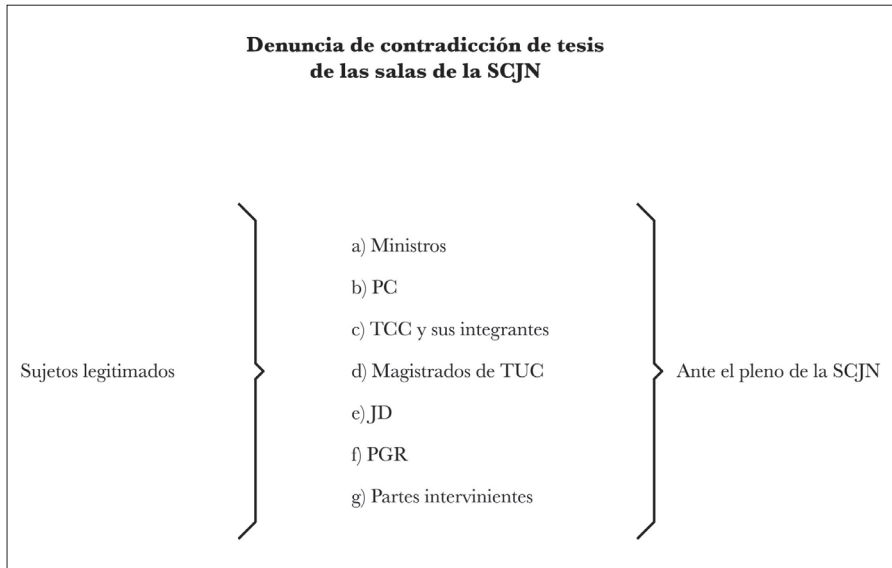 Denuncia de contradicción de tesis
de las salas de la SCJN
Sujetos legitimados
a) Ministros
b) PC
c) TCC y sus integrantes
d) Magistrados de TUC
e) JD
f) PGR
g) Partes intervinientes
Ante el pleno de la SCJN